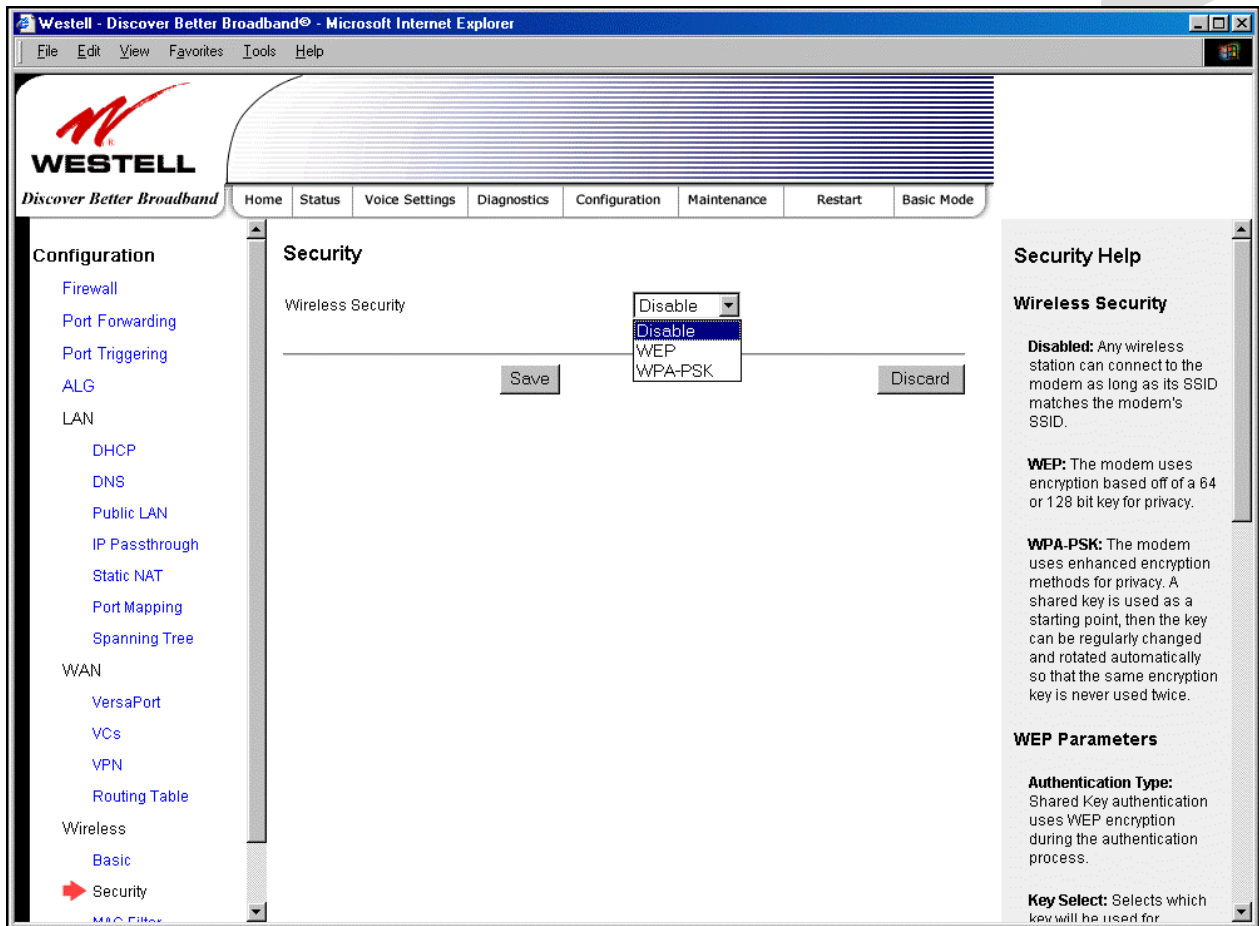 Westell - Discover Better Broadband® - Microsoft Internet Explorer
File Edit View Favorites Tools Help
WESTELL
Discover Better Broadband
Home Status Voice Settings Diagnostics Configuration Maintenance Restart Basic Mode
Configuration
Firewall
Port Forwarding
Port Triggering
ALG
LAN
DHCP
DNS
Public LAN
IP Passthrough
Static NAT
Port Mapping
Spanning Tree
WAN
VersaPort
VCs
VPN
Routing Table
Wireless
Basic
Security
MAC Filter
Security
Wireless Security
Disable
Disable
WEP
WPA-PSK
Save
Discard
Security Help
Wireless Security
Disabled: Any wireless
station can connect to the
modem as long as its SSID
matches the modem's
SSID.
WEP: The modem uses
encryption based off of a 64
or 128 bit key for privacy.
WPA-PSK: The modem
uses enhanced encryption
methods for privacy. A
shared key is used as a
starting point, then the key
can be regularly changed
and rotated automatically
so that the same encryption
key is never used twice.
WEP Parameters
Authentication Type:
Shared Key authentication
uses WEP encryption
during the authentication
process.
Key Select: Selects which
key will be used for